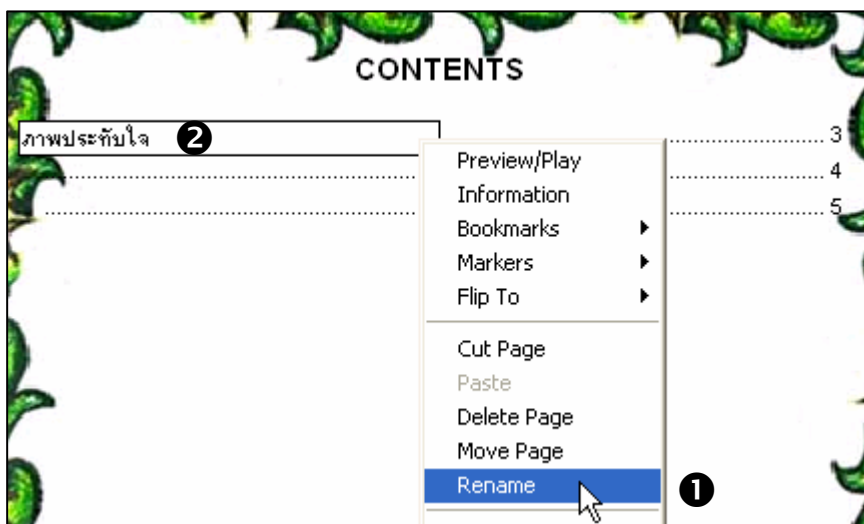 CONTENTS
ภาพประทับใจ ❷ ........................ 3
........................ 4
........................ 5
Preview/Play
Information
Bookmarks
Markers
Flip To
Cut Page
Paste
Delete Page
Move Page
Rename ❶